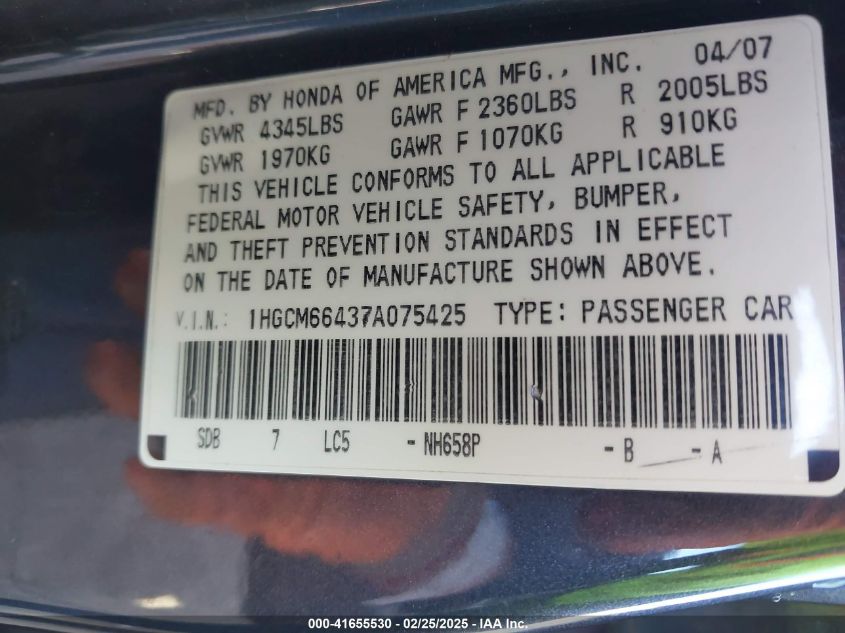 MFD. BY HONDA OF AMERICA MFG., INC. 04/07
GVWR 4345LBS GAWR F 2360LBS R 2005LBS
GVWR 1970KG GAWR F 1070KG R 910KG
THIS VEHICLE CONFORMS TO ALL APPLICABLE
FEDERAL MOTOR VEHICLE SAFETY, BUMPER,
AND THEFT PREVENTION STANDARDS IN EFFECT
ON THE DATE OF MANUFACTURE SHOWN ABOVE.
V.I.N.: 1HGCM66437A075425 TYPE: PASSENGER CAR
SDB 7 LC5 - NH658P - B - A
000-41655530 - 02/25/2025 - IAA Inc.